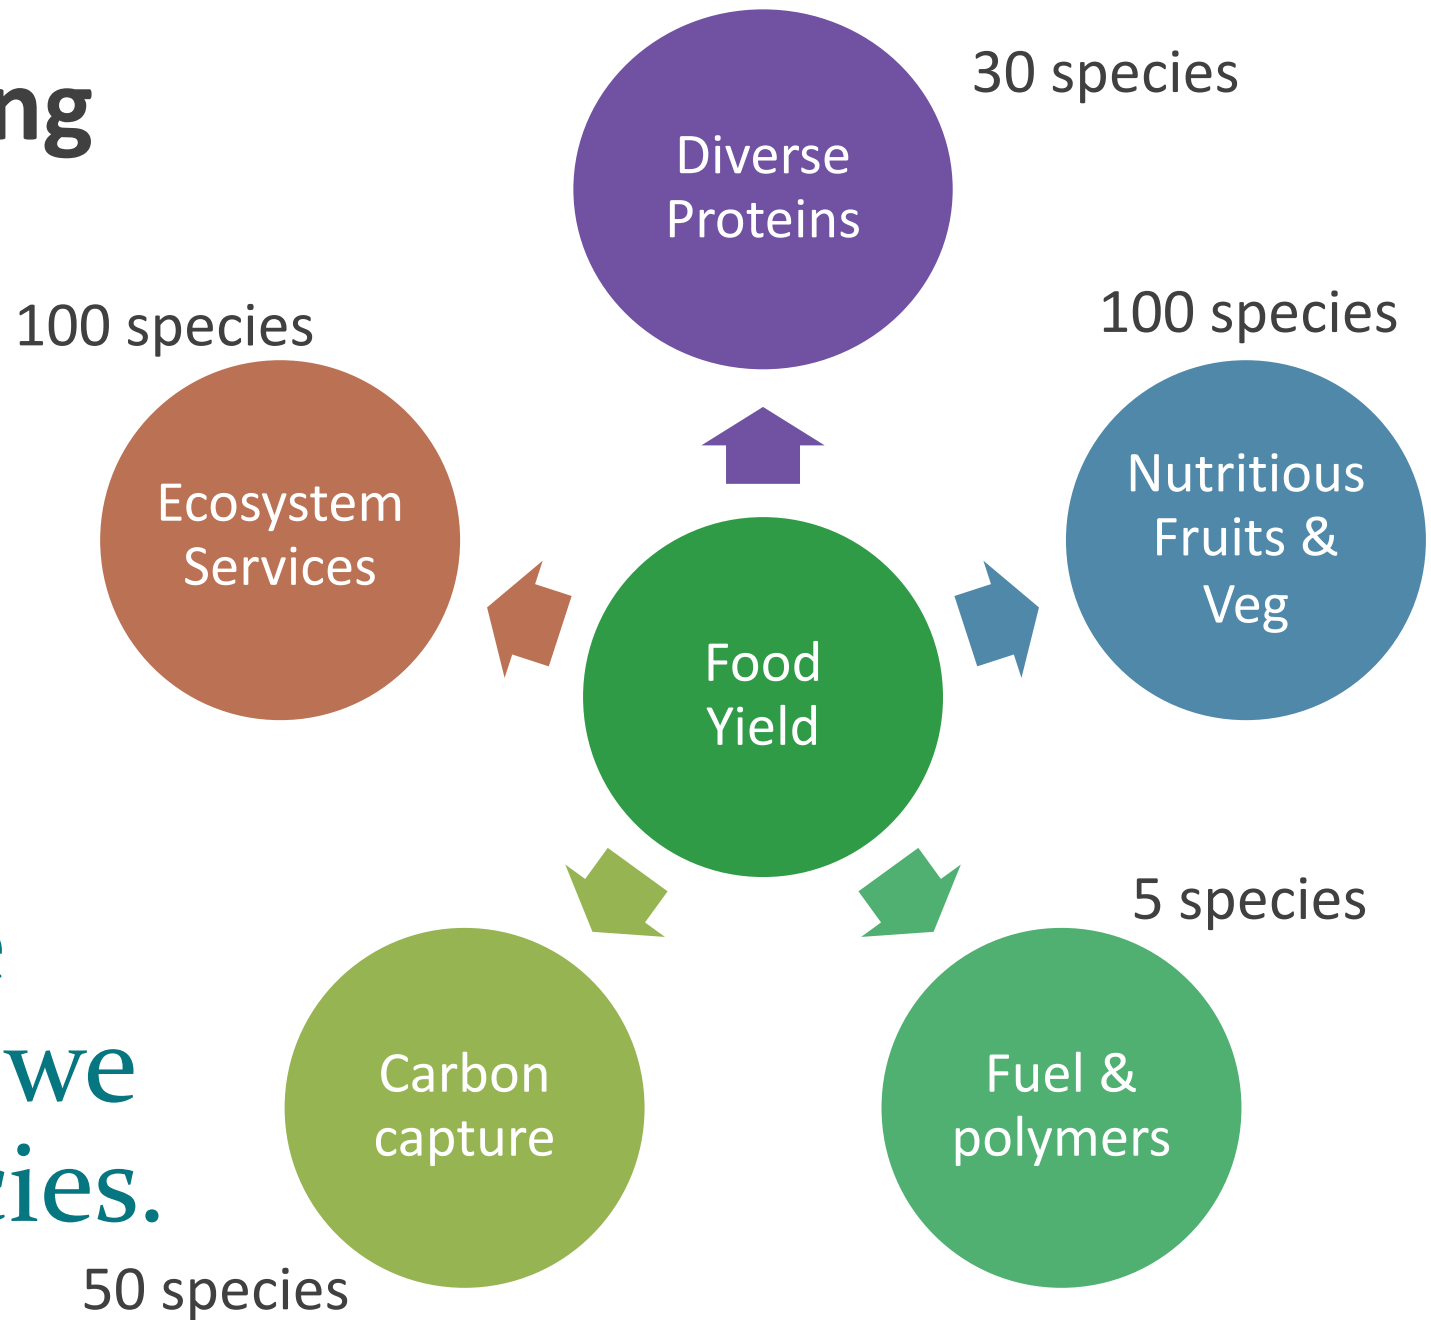 ng
30 species
Diverse
Proteins
100 species
100 species
Ecosystem
Services
Nutritious
Fruits &
Veg
Food
Yield
5 species
we
cies.
Carbon
capture
Fuel &
polymers
50 species